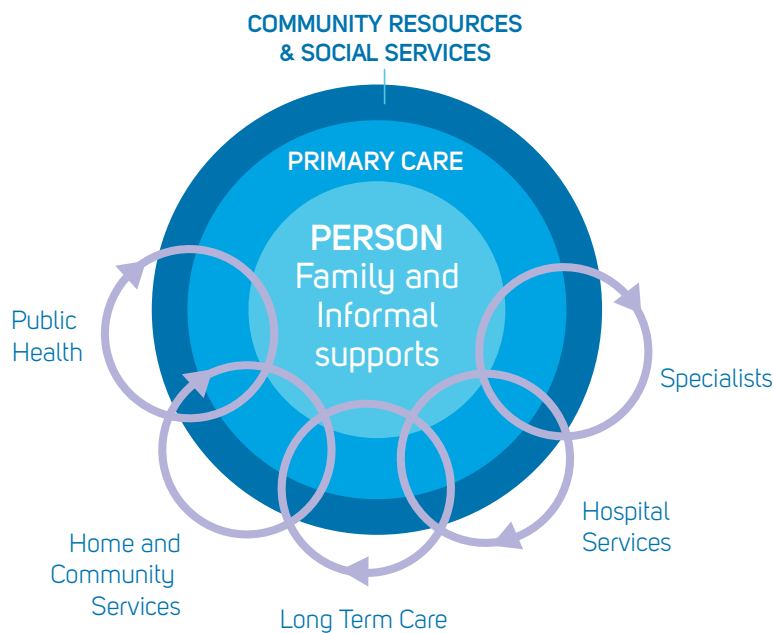 COMMUNITY RESOURCES
& SOCIAL SERVICES
PRIMARY CARE
PERSON
Family and
Informal
supports
Public
Health
Specialists
Hospital
Services
Home and
Community
Services
Long Term Care